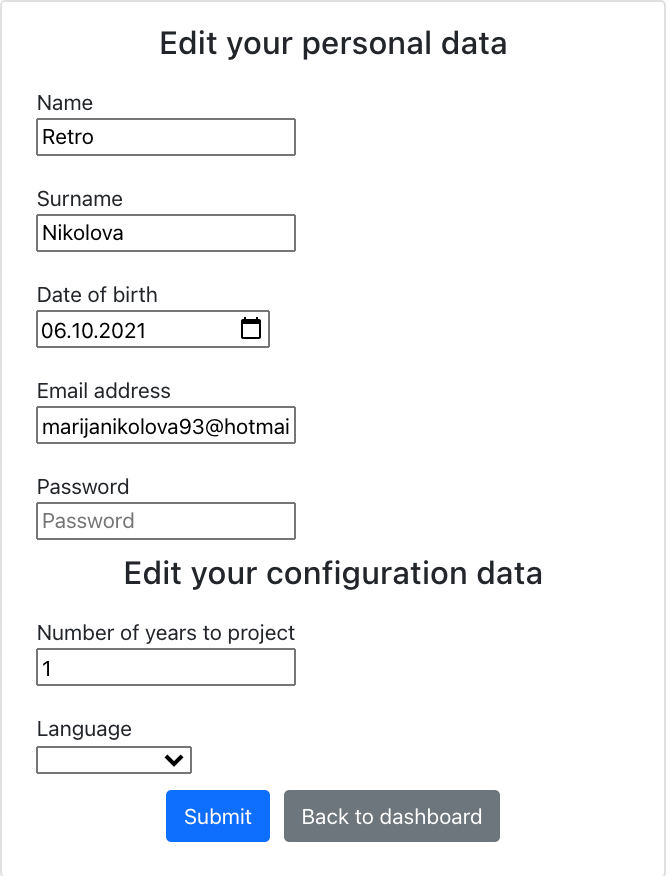 Edit your personal data
Name
Retro
Surname
Nikolova
Date of birth
06.10.2021
Email address
marijanikolova93@hotmai
Password
Password
Edit your configuration data
Number of years to project
1
Language
Submit Back to dashboard